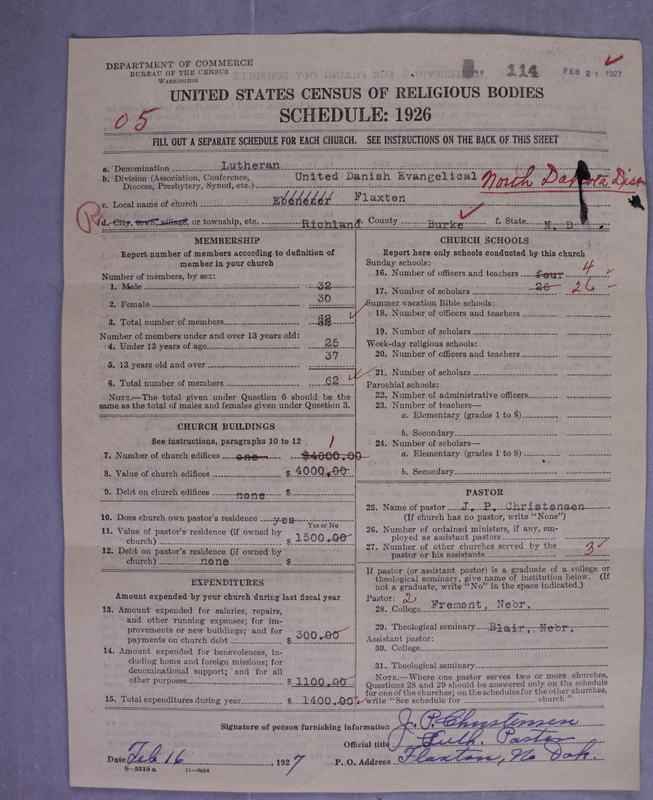 DEPARTMENT OF COMMERCE
BUREAU OF THE CENSUS
WASHINGTON
114
FEB 21 1927
UNITED STATES CENSUS OF RELIGIOUS BODIES
SCHEDULE: 1926
05
FILL OUT A SEPARATE SCHEDULE FOR EACH CHURCH. SEE INSTRUCTIONS ON THE BACK OF THIS SHEET
a. Denomination Lutheran
b. Division (Association, Conference, Diocese, Presbytery, Synod, etc.) United Danish Evangelical North Dakota Dist
c. Local name of church Ebenezer Flaxton
R
d. City, town, village, or township, etc. Richland e. County Burke f. State N. D.
MEMBERSHIP
Report number of members according to definition of
member in your church
Number of members, by sex:
1. Male 32
2. Female 30
3. Total number of members 62
Number of members under and over 13 years old:
4. Under 13 years of age 25
5. 13 years old and over 37
6. Total number of members 62
NOTE.—The total given under Question 6 should be the
same as the total of males and females given under Question 3.
CHURCH BUILDINGS
See instructions, paragraphs 10 to 12
7. Number of church edifices one $4000.00 1
8. Value of church edifices $ 4000.00
9. Debt on church edifices none $
10. Does church own pastor's residence yes
Yes or No
11. Value of pastor's residence (if owned by
church) $ 1500.00
12. Debt on pastor's residence (if owned by
church) none $
EXPENDITURES
Amount expended by your church during last fiscal year
13. Amount expended for salaries, repairs,
and other running expenses; for im-
provements or new buildings; and for
payments on church debt $ 300.00
14. Amount expended for benevolences, in-
cluding home and foreign missions; for
denominational support; and for all
other purposes $ 1100.00
15. Total expenditures during year $ 1400.00
CHURCH SCHOOLS
Report here only schools conducted by this church
Sunday schools:
16. Number of officers and teachers four 4
17. Number of scholars 26 26
Summer vacation Bible schools:
18. Number of officers and teachers
19. Number of scholars
Week-day religious schools:
20. Number of officers and teachers
21. Number of scholars
Parochial schools:
22. Number of administrative officers
23. Number of teachers—
a. Elementary (grades 1 to 8)
b. Secondary
24. Number of scholars—
a. Elementary (grades 1 to 8)
b. Secondary
PASTOR
25. Name of pastor J. P. Christensen
(If church has no pastor, write "None")
26. Number of ordained ministers, if any, em-
ployed as assistant pastors
27. Number of other churches served by the
pastor or his assistants 3
If pastor (or assistant pastor) is a graduate of a college or
theological seminary, give name of institution below. (If
not a graduate, write "No" in the space indicated.)
Pastor: 2
28. College Fremont, Nebr.
29. Theological seminary Blair, Nebr.
Assistant pastor:
30. College
31. Theological seminary
NOTE.—Where one pastor serves two or more churches,
Questions 28 and 29 should be answered only on the schedule
for one of the churches; on the schedules for the other churches,
write "See schedule for church."
Signature of person furnishing information J. P. Christensen
Official title Luth. Pastor
Date Feb 16, 1927 P. O. Address Flaxton, No Dak.
8—5318 a 11—9084